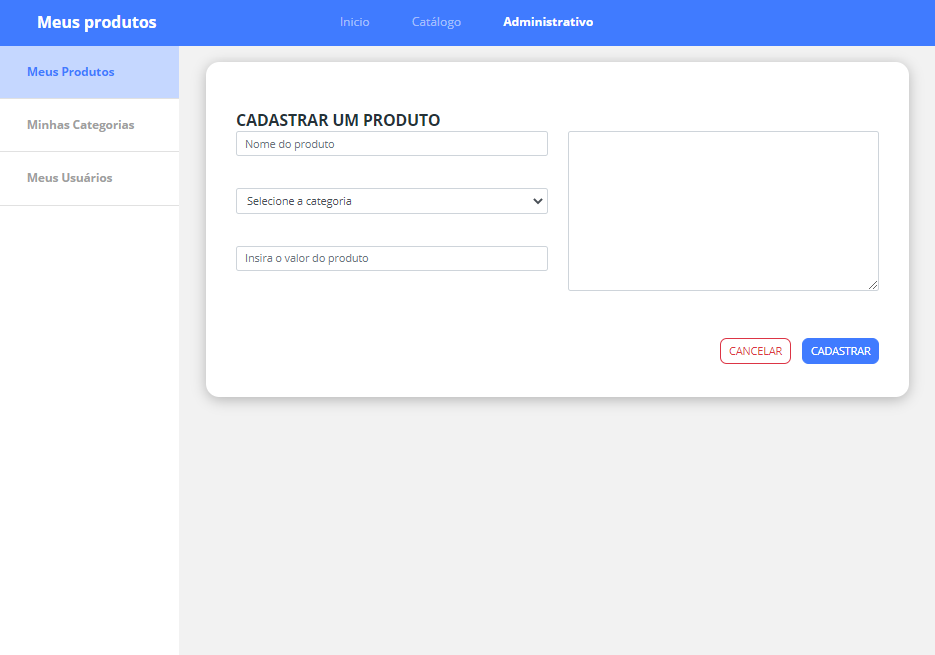 Meus produtos
Inicio
Catálogo
Administrativo
Meus Produtos
Minhas Categorias
Meus Usuários
CADASTRAR UM PRODUTO
Nome do produto
Selecione a categoria
Insira o valor do produto
CANCELAR
CADASTRAR